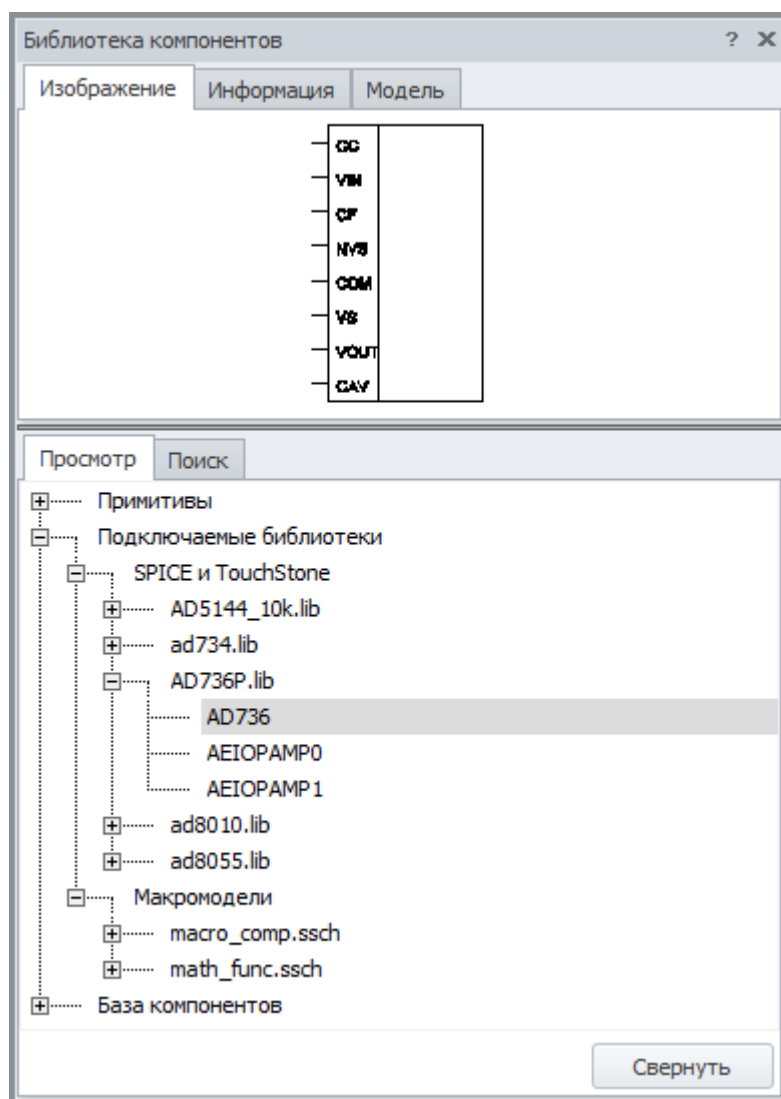 Библиотека компонентов ? X
Изображение Информация Модель
CC
VIN
CF
NVS
COM
VS
VOUT
CAV
Просмотр Поиск
Примитивы
Подключаемые библиотеки
SPICE и TouchStone
AD5144_10k.lib
ad734.lib
AD736P.lib
AD736
AEIOPAMP0
AEIOPAMP1
ad8010.lib
ad8055.lib
Макромодели
macro_comp.ssch
math_func.ssch
База компонентов
Свернуть